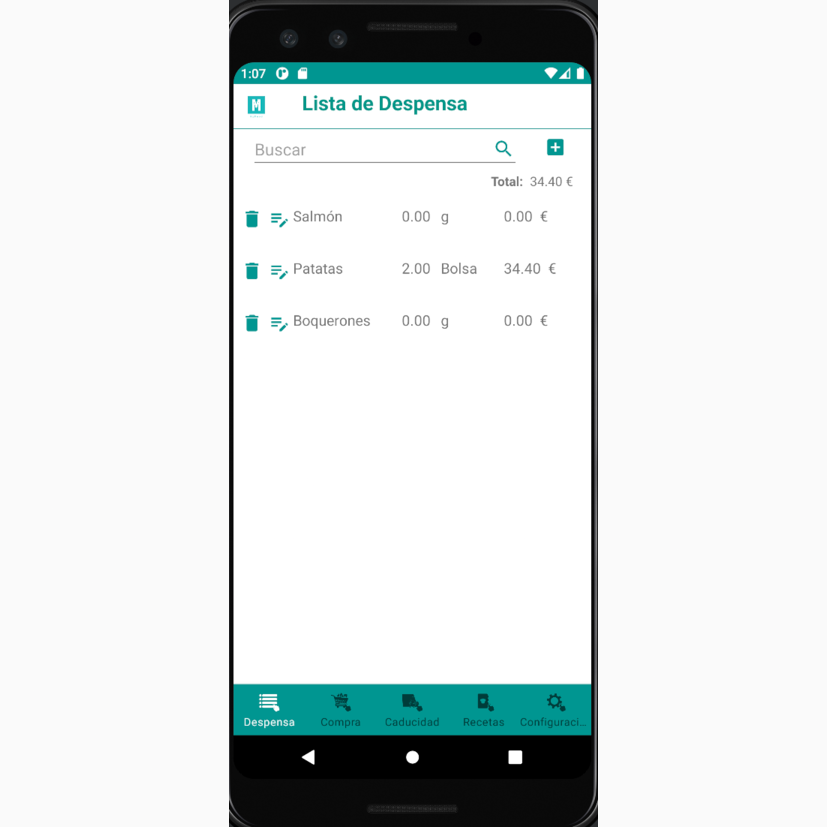 1:07
M
Lista de Despensa
Buscar
Total: 34.40 €
Salmón 0.00 g 0.00 €
Patatas 2.00 Bolsa 34.40 €
Boquerones 0.00 g 0.00 €
Despensa Compra Caducidad Recetas Configuraci...